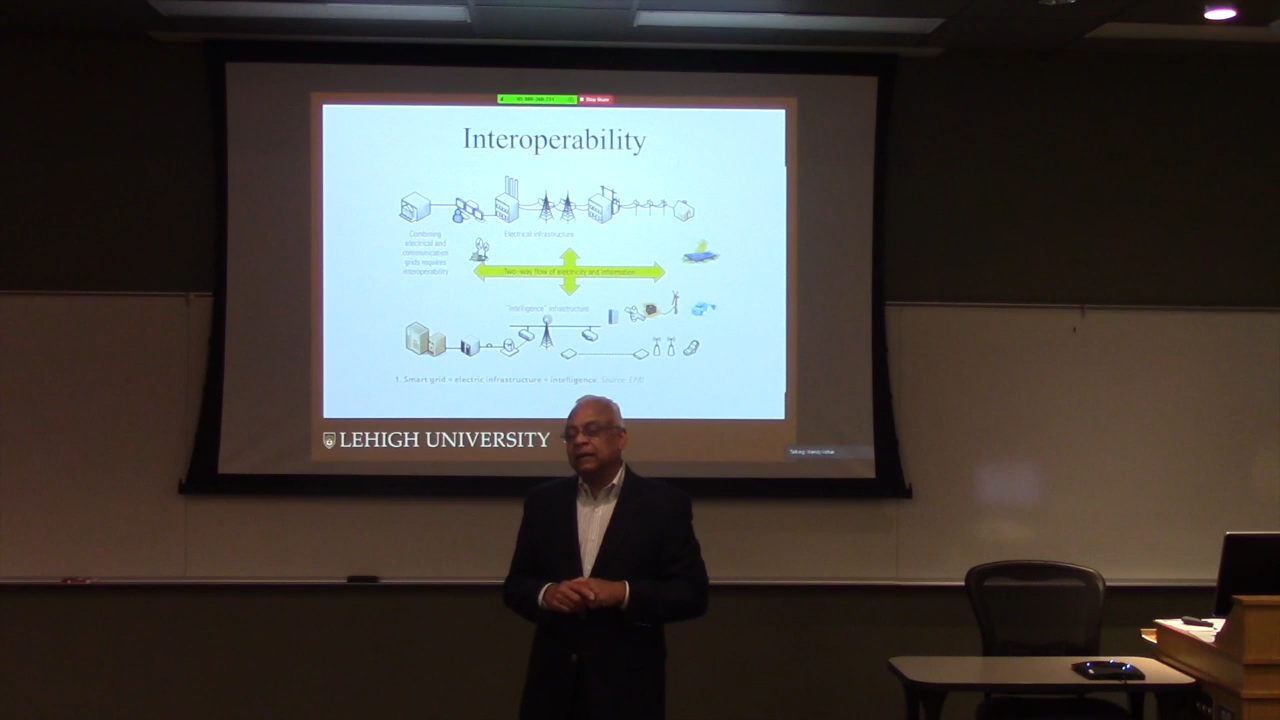 Stop Share
Interoperability
Combining
electrical and
communication
grids requires
interoperability
Electrical infrastructure
Two-way flow of electricity and information
"Intelligence" infrastructure
1. Smart grid = electric infrastructure + intelligence. Source: EPRI
LEHIGH UNIVERSITY
Talking: